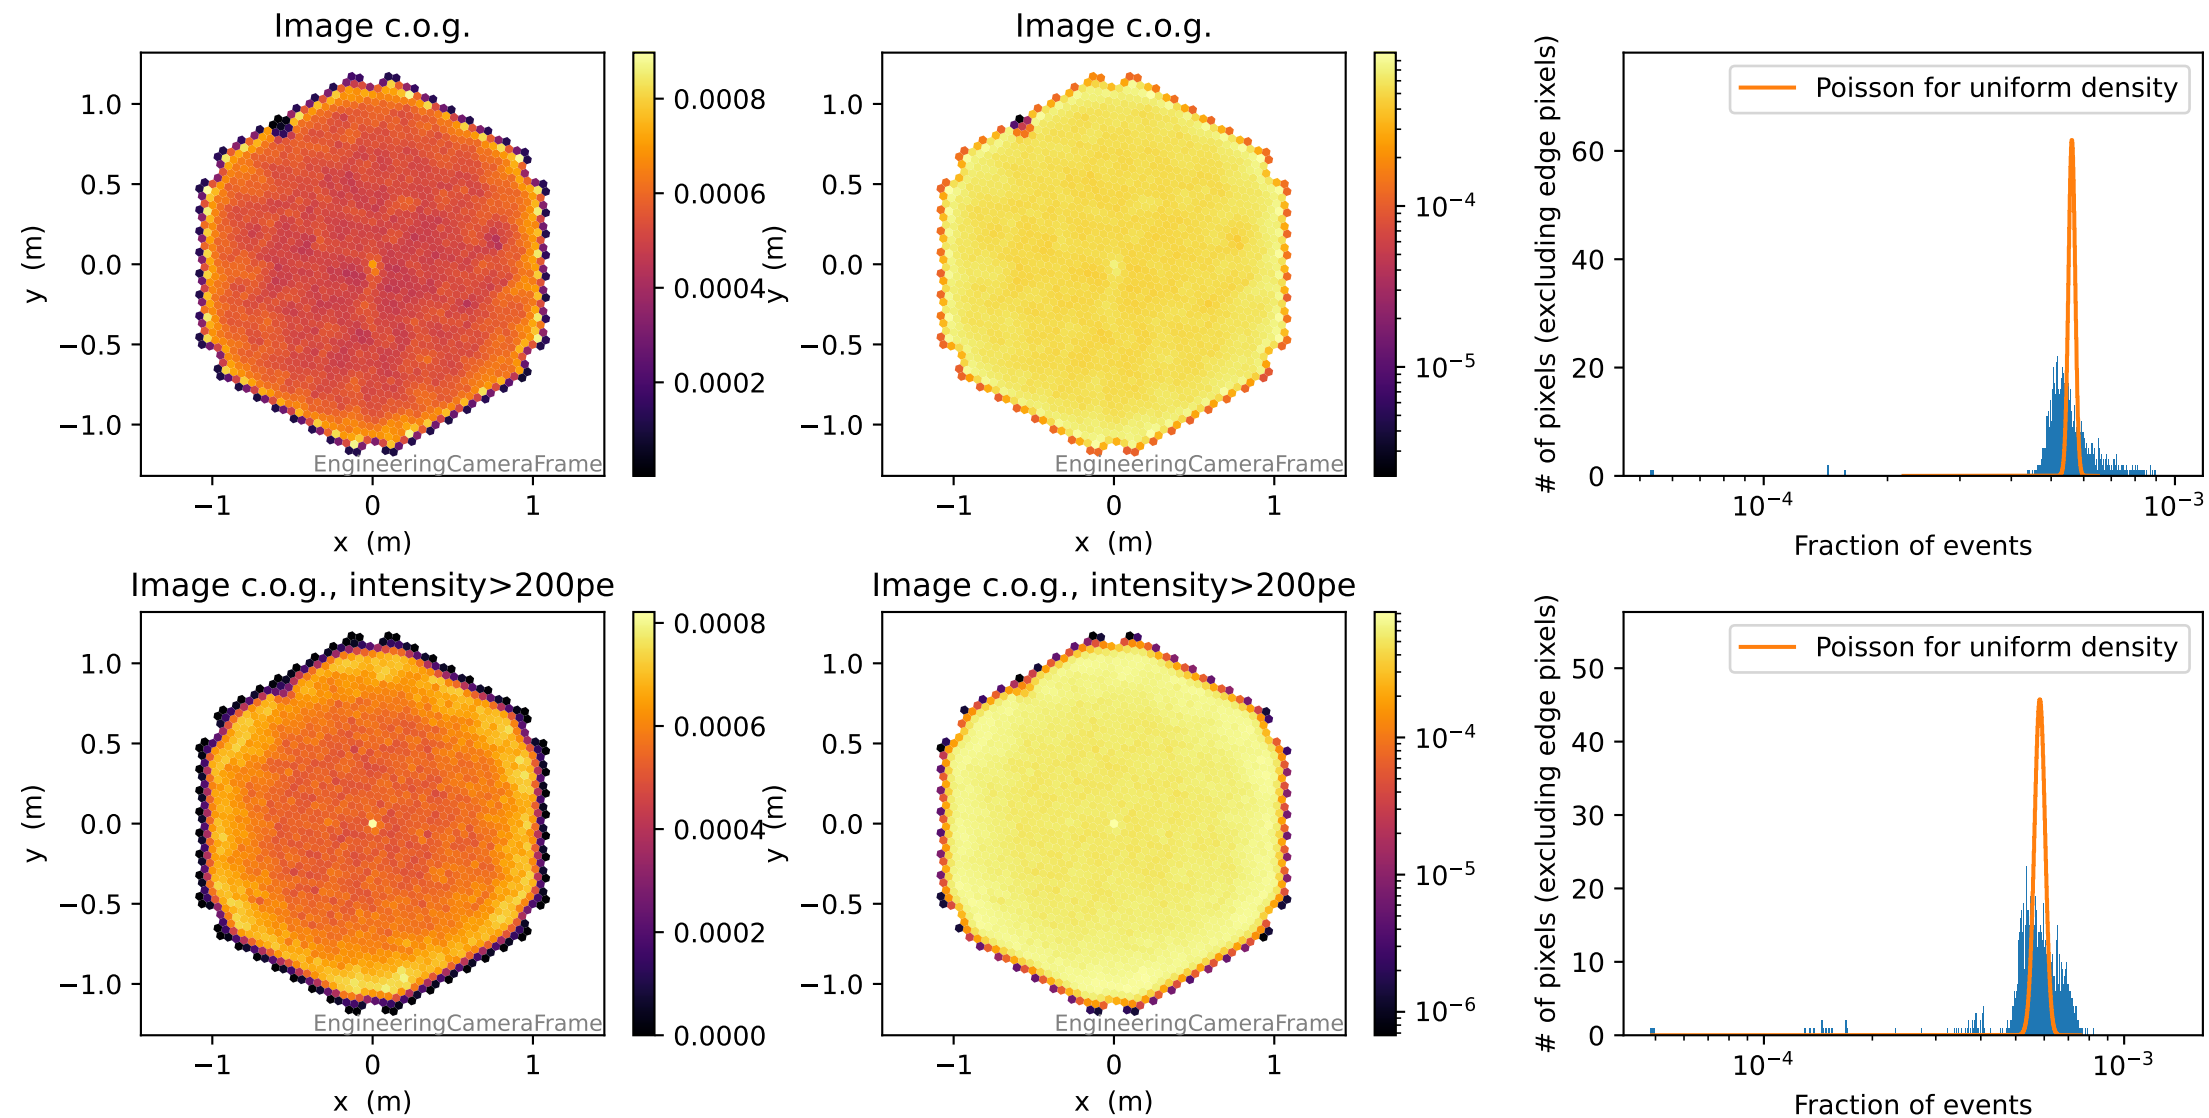 Image c.o.g.
1.0
0.5
0.0
−0.5
−1.0
y (m)
−1
0
1
x (m)
EngineeringCameraFrame
0.0008
0.0006
0.0004
0.0002
Image c.o.g.
1.0
0.5
0.0
−0.5
−1.0
y (m)
−1
0
1
x (m)
EngineeringCameraFrame
10⁻⁴
10⁻⁵
# of pixels (excluding edge pixels)
60
40
20
0
Poisson for uniform density
10⁻⁴
10⁻³
Fraction of events
Image c.o.g., intensity>200pe
1.0
0.5
0.0
−0.5
−1.0
y (m)
−1
0
1
x (m)
EngineeringCameraFrame
0.0008
0.0006
0.0004
0.0002
0.0000
Image c.o.g., intensity>200pe
1.0
0.5
0.0
−0.5
−1.0
y (m)
−1
0
1
x (m)
EngineeringCameraFrame
10⁻⁴
10⁻⁵
10⁻⁶
# of pixels (excluding edge pixels)
50
40
30
20
10
0
Poisson for uniform density
10⁻⁴
10⁻³
Fraction of events